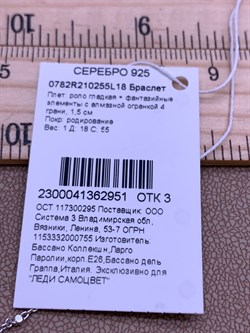 СЕРЕБРО 925
0782R210255L18 Браслет
Плет: роло гладкая + фантазийные
элементы с алмазной огранкой 4
грани, 1,5 см
Покр: родирование
Вес: 1 Д: 18 С: 55
2300041362951 ОТК 3
ОСТ 117300295 Поставщик: ООО
Система 3 Владимирская обл,
Вязники, Ленина, 53-7 ОГРН
1153332000755 Изготовитель:
Бассано Коллекшн,Ларго
Паролии,корп.Е26,Бассано дель
Граппа,Италия. Эксклюзивно для
"ЛЕДИ САМОЦВЕТ"